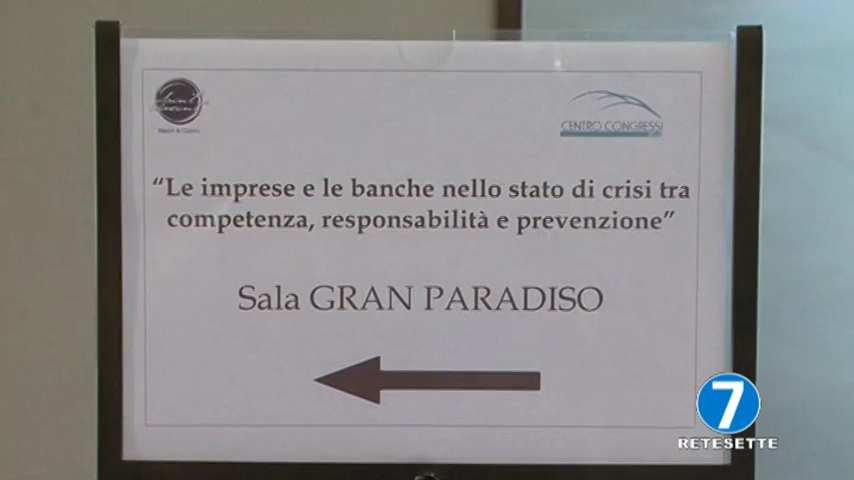 CENTRO CONGRESSI
“Le imprese e le banche nello stato di crisi tra
competenza, responsabilità e prevenzione”
Sala GRAN PARADISO
7
RETESETTE